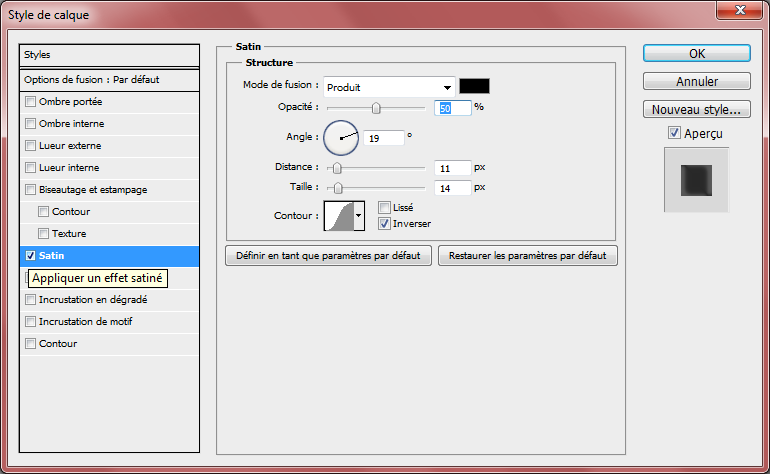 Style de calque
Styles
Options de fusion : Par défaut
Ombre portée
Ombre interne
Lueur externe
Lueur interne
Biseautage et estampage
Contour
Texture
Satin
Appliquer un effet satiné
Incrustation en dégradé
Incrustation de motif
Contour
Satin
Structure
Mode de fusion : Produit
Opacité : 50 %
Angle : 19 °
Distance : 11 px
Taille : 14 px
Contour : Lissé
Inverser
Définir en tant que paramètres par défaut Restaurer les paramètres par défaut
OK
Annuler
Nouveau style...
Aperçu